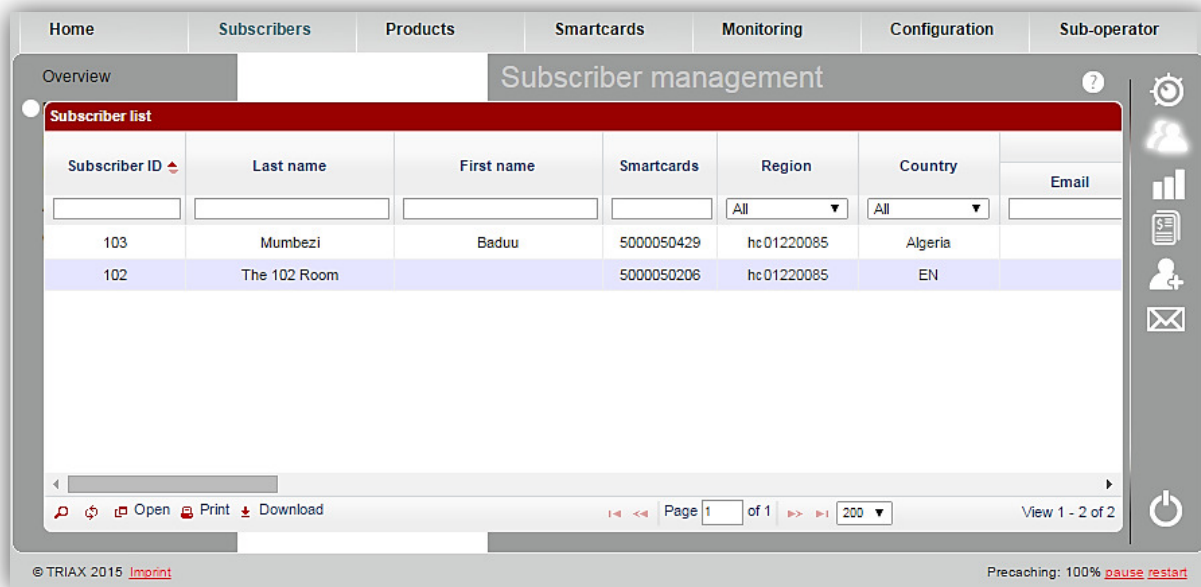 Home Subscribers Products Smartcards Monitoring Configuration Sub-operator
Overview Subscriber management ?
Subscriber list
Subscriber ID Last name First name Smartcards Region Country
Email
All All
103 Mumbezi Baduu 5000050429 hc01220085 Algeria
102 The 102 Room 5000050206 hc01220085 EN
Open Print Download Page 1 of 1 200 View 1 - 2 of 2
© TRIAX 2015 Imprint Precaching: 100% pause restart